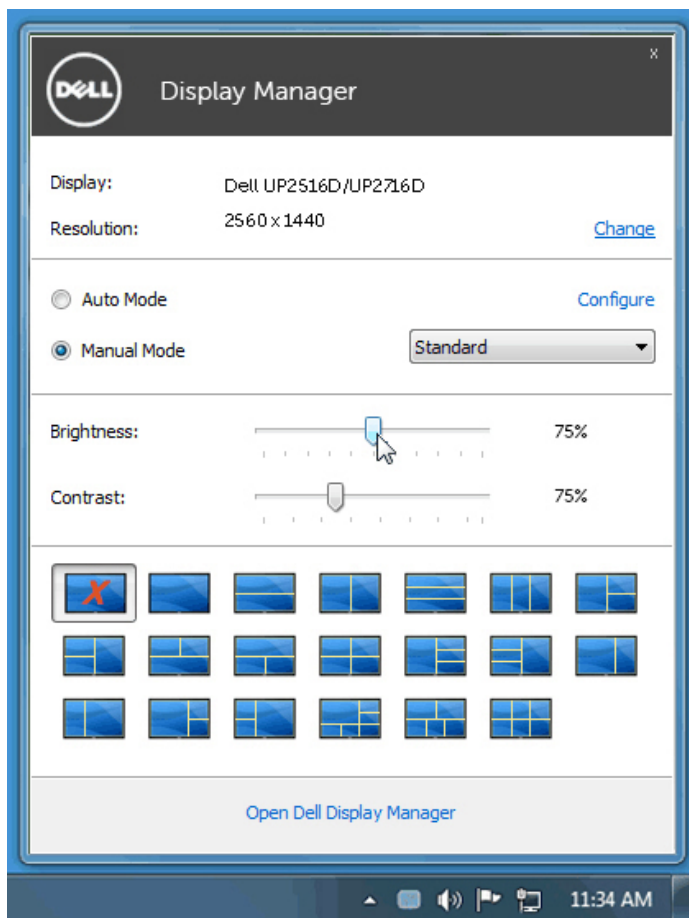 x
DELL Display Manager
Display: Dell UP2516D/UP2716D
Resolution: 2560 x 1440 Change
Auto Mode Configure
Manual Mode Standard
Brightness: 75%
Contrast: 75%
Open Dell Display Manager
11:34 AM